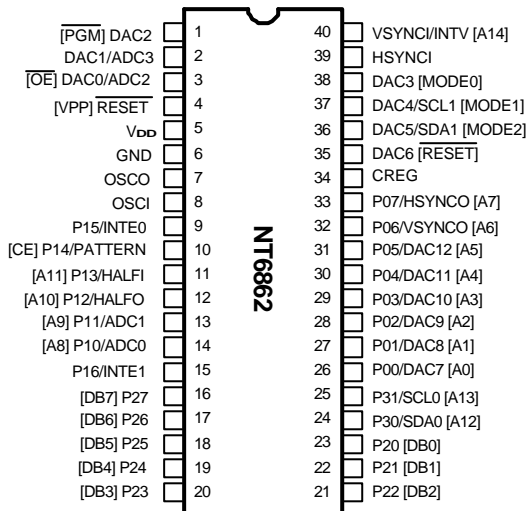 [PGM] DAC2 1 40 VSYNCI/INTV [A14]
DAC1/ADC3 2 39 HSYNCI
[OE] DAC0/ADC2 3 38 DAC3 [MODE0]
[VPP] RESET 4 37 DAC4/SCL1 [MODE1]
VDD 5 36 DAC5/SDA1 [MODE2]
GND 6 35 DAC6 [RESET]
OSCO 7 34 CREG
OSCI 8 33 P07/HSYNCO [A7]
P15/INTE0 9 32 P06/VSYNCO [A6]
[CE] P14/PATTERN 10 31 P05/DAC12 [A5]
[A11] P13/HALFI 11 30 P04/DAC11 [A4]
[A10] P12/HALFO 12 29 P03/DAC10 [A3]
[A9] P11/ADC1 13 28 P02/DAC9 [A2]
[A8] P10/ADC0 14 27 P01/DAC8 [A1]
P16/INTE1 15 26 P00/DAC7 [A0]
[DB7] P27 16 25 P31/SCL0 [A13]
[DB6] P26 17 24 P30/SDA0 [A12]
[DB5] P25 18 23 P20 [DB0]
[DB4] P24 19 22 P21 [DB1]
[DB3] P23 20 21 P22 [DB2]
NT6862